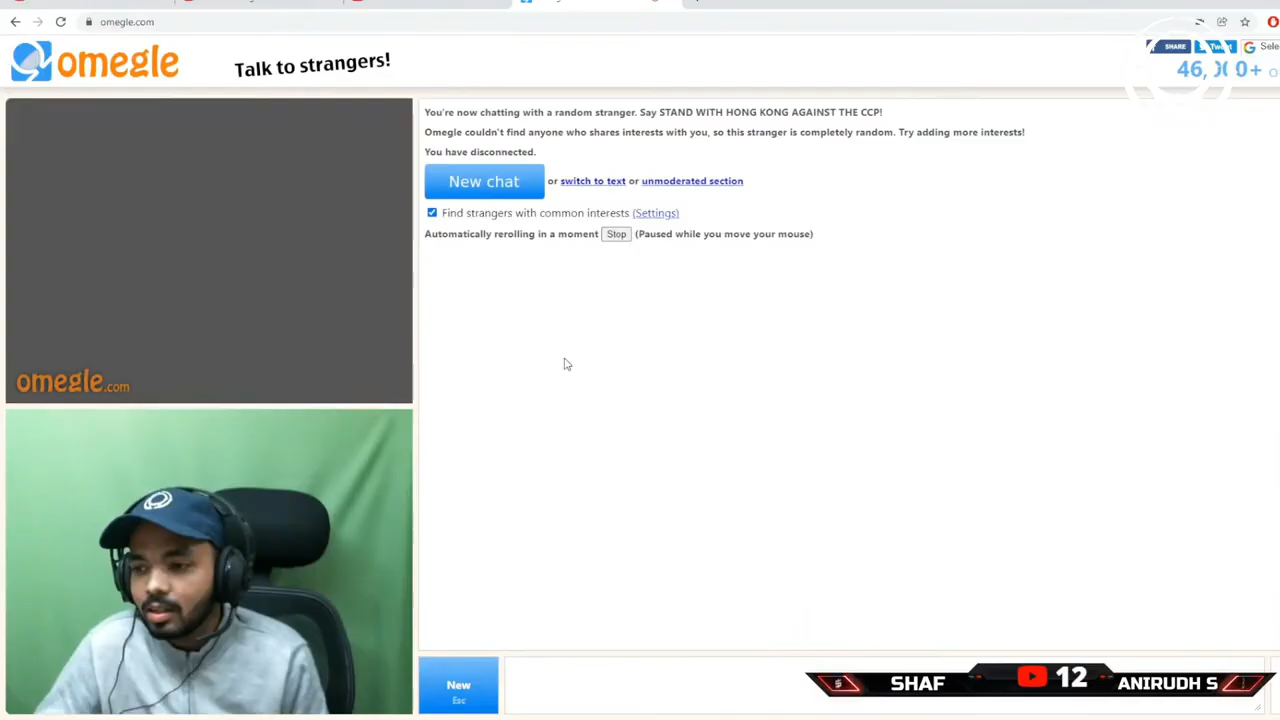 omegle.com
omegle
Talk to strangers!
SHARE
Tweet
46,
0+
You're now chatting with a random stranger. Say STAND WITH HONG KONG AGAINST THE CCP!
Omegle couldn't find anyone who shares interests with you, so this stranger is completely random. Try adding more interests!
You have disconnected.
New chat or switch to text or unmoderated section
Find strangers with common interests (Settings)
Automatically rerolling in a moment Stop (Paused while you move your mouse)
omegle.com
New
Esc
SHAF
12
ANIRUDH S